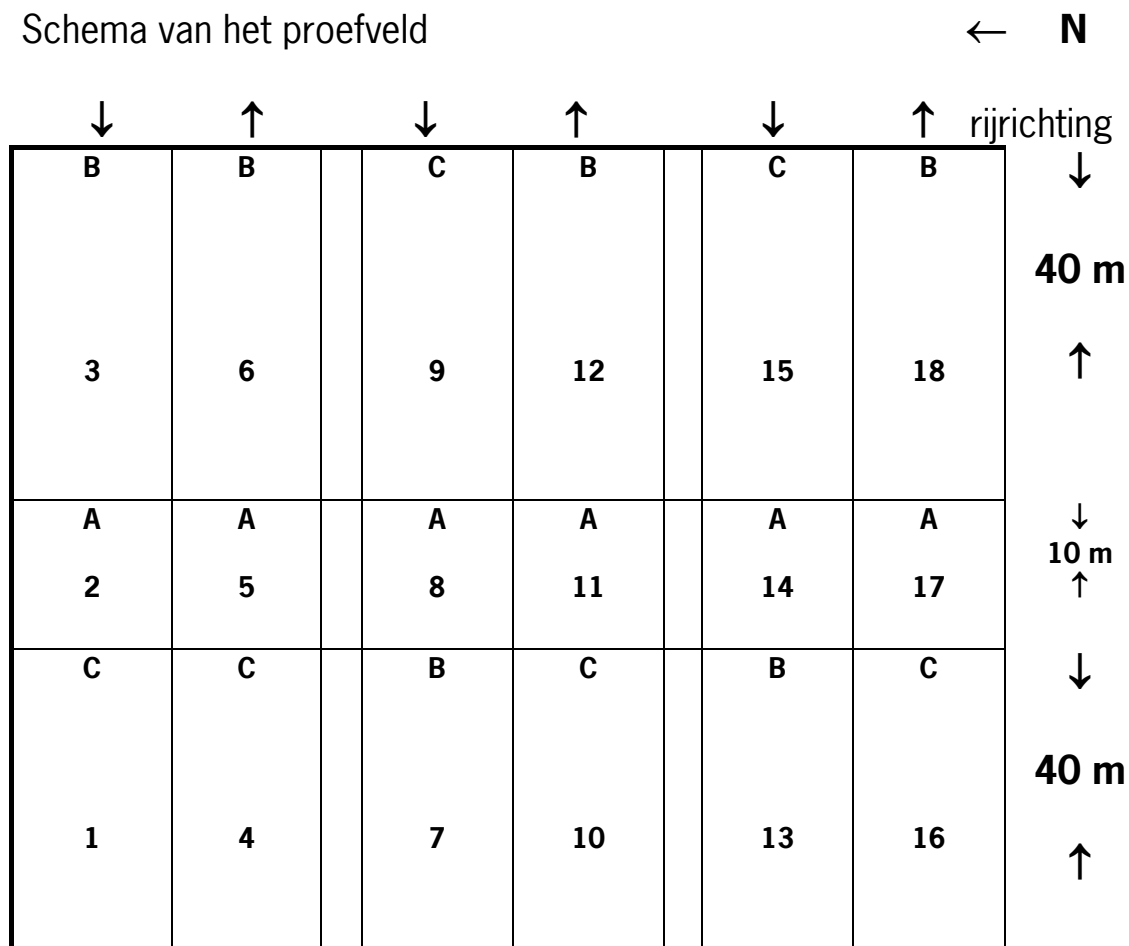 Schema van het proefveld ← N
↓ ↑ ↓ ↑ ↓ ↑ rijrichting
B B C B C B ↓
40 m
3 6 9 12 15 18 ↑
A A A A A A ↓
10 m
2 5 8 11 14 17 ↑
C C B C B C ↓
40 m
1 4 7 10 13 16 ↑